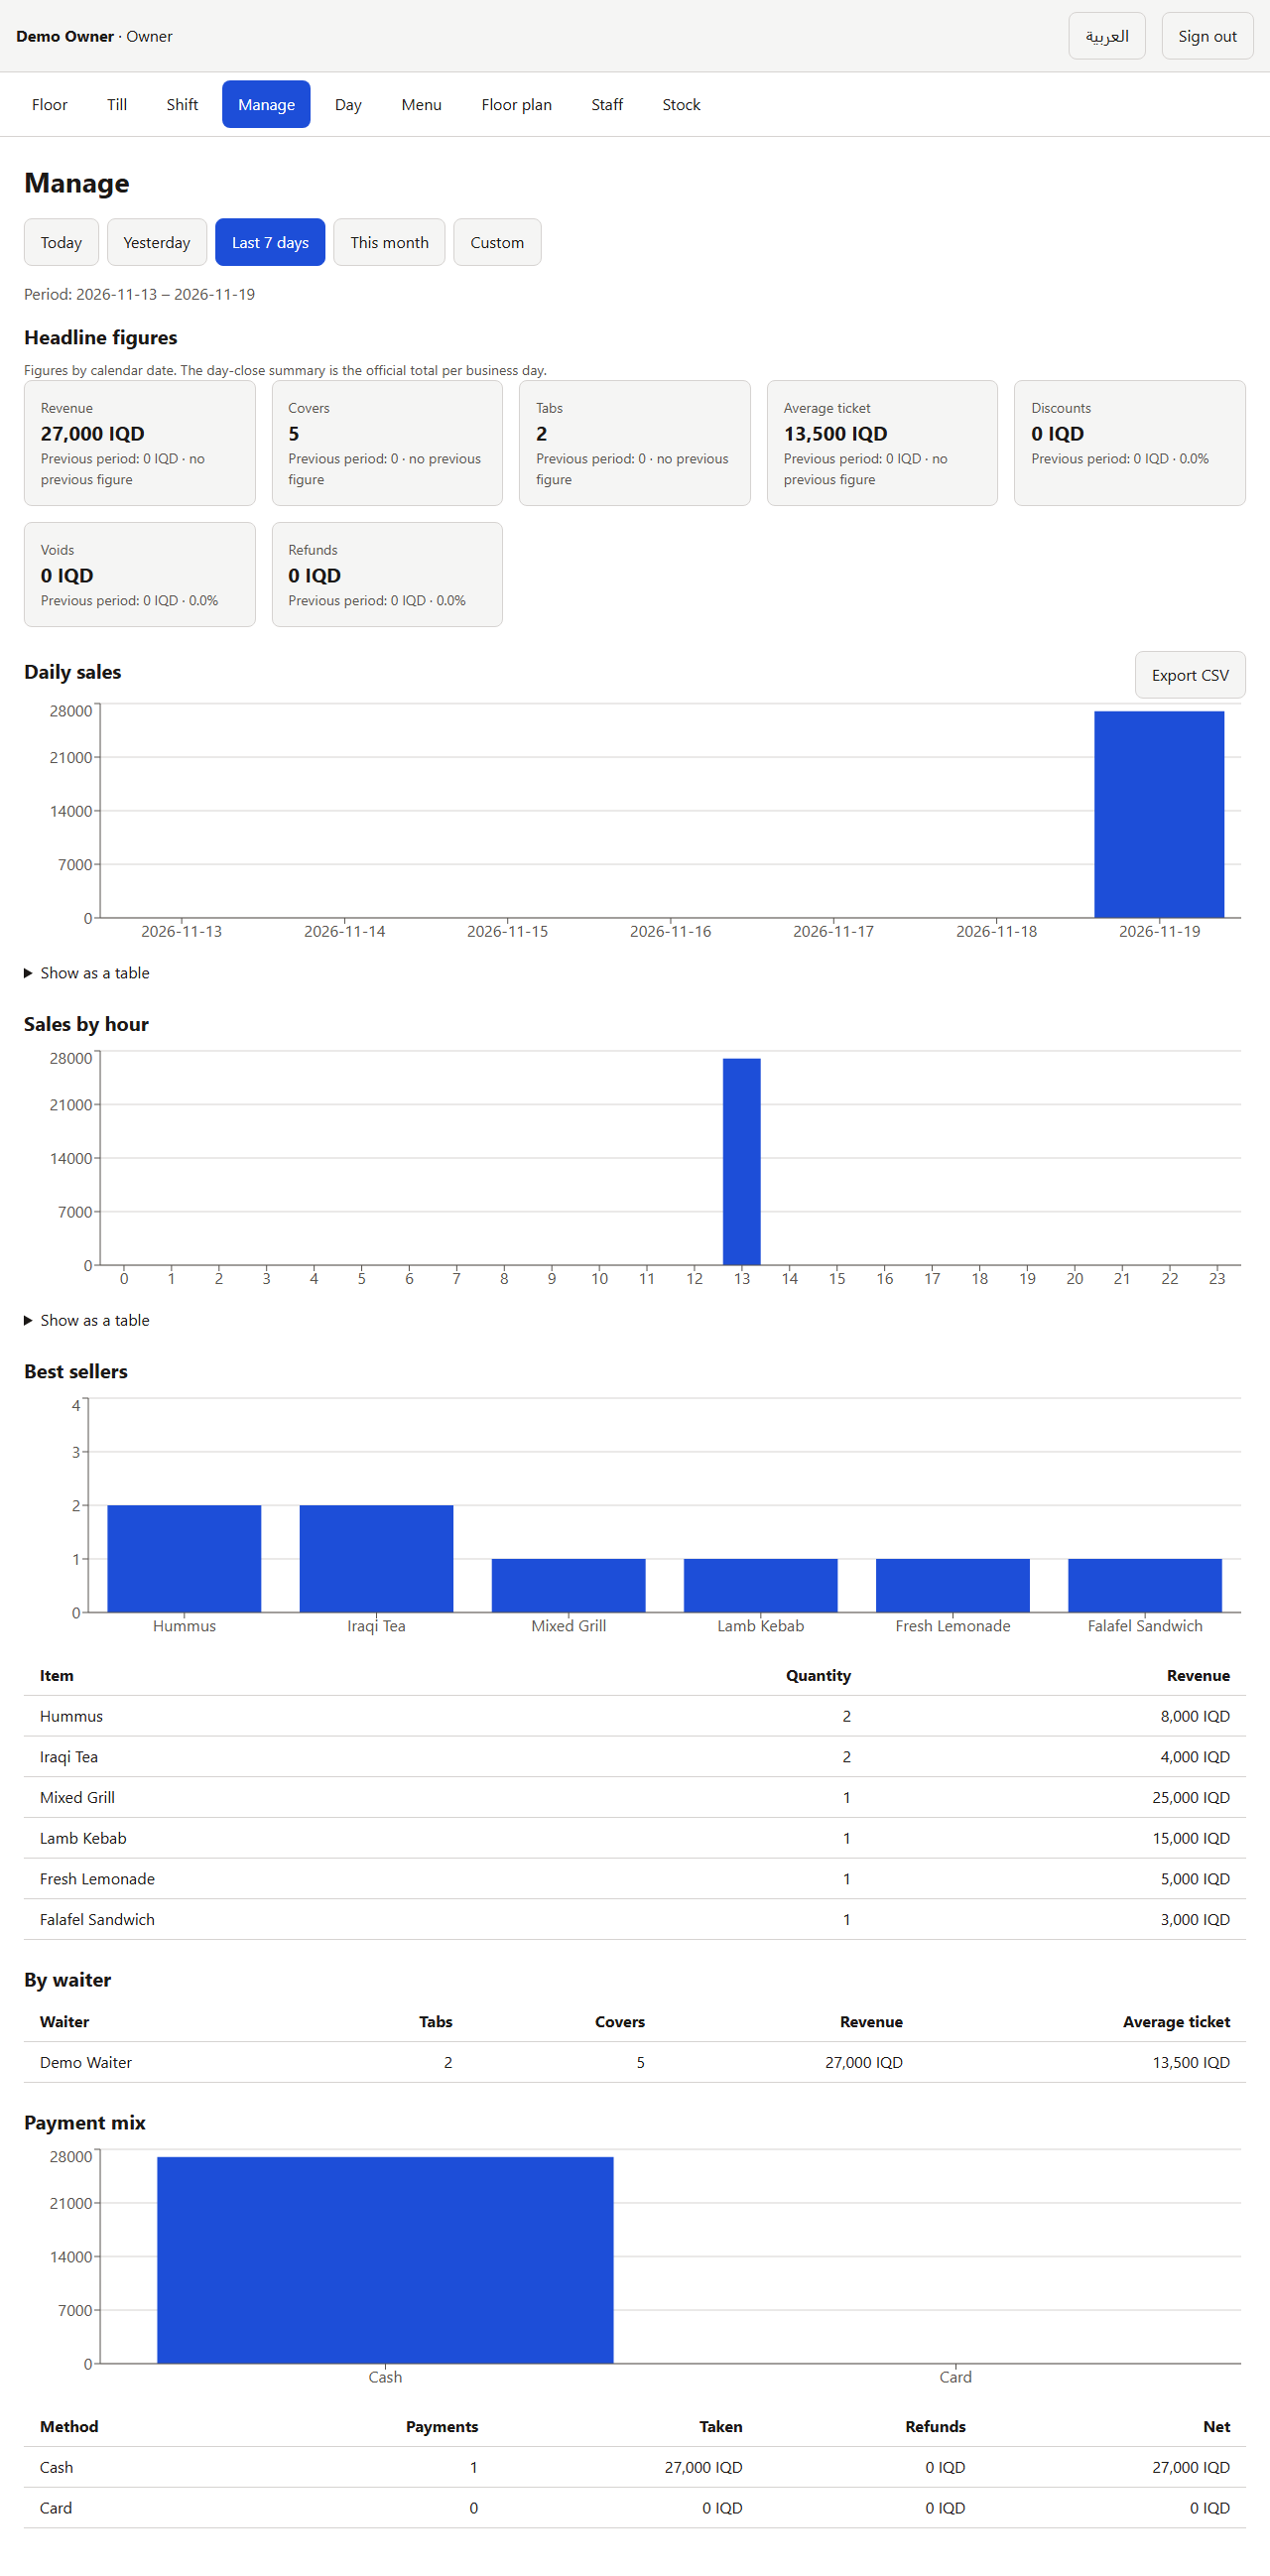 Demo Owner · Owner
العربية
Sign out
Floor Till Shift Manage Day Menu Floor plan Staff Stock
Manage
Today Yesterday Last 7 days This month Custom
Period: 2026-11-13 – 2026-11-19
Headline figures
Figures by calendar date. The day-close summary is the official total per business day.
Revenue
27,000 IQD
Previous period: 0 IQD · no
previous figure
Covers
5
Previous period: 0 · no previous
figure
Tabs
2
Previous period: 0 · no previous
figure
Average ticket
13,500 IQD
Previous period: 0 IQD · no
previous figure
Discounts
0 IQD
Previous period: 0 IQD · 0.0%
Voids
0 IQD
Previous period: 0 IQD · 0.0%
Refunds
0 IQD
Previous period: 0 IQD · 0.0%
Daily sales
Export CSV
28000
21000
14000
7000
0
2026-11-13 2026-11-14 2026-11-15 2026-11-16 2026-11-17 2026-11-18 2026-11-19
Show as a table
Sales by hour
28000
21000
14000
7000
0
0 1 2 3 4 5 6 7 8 9 10 11 12 13 14 15 16 17 18 19 20 21 22 23
Show as a table
Best sellers
4
3
2
1
0
Hummus Iraqi Tea Mixed Grill Lamb Kebab Fresh Lemonade Falafel Sandwich
Item Quantity Revenue
Hummus 2 8,000 IQD
Iraqi Tea 2 4,000 IQD
Mixed Grill 1 25,000 IQD
Lamb Kebab 1 15,000 IQD
Fresh Lemonade 1 5,000 IQD
Falafel Sandwich 1 3,000 IQD
By waiter
Waiter Tabs Covers Revenue Average ticket
Demo Waiter 2 5 27,000 IQD 13,500 IQD
Payment mix
28000
21000
14000
7000
0
Cash Card
Method Payments Taken Refunds Net
Cash 1 27,000 IQD 0 IQD 27,000 IQD
Card 0 0 IQD 0 IQD 0 IQD